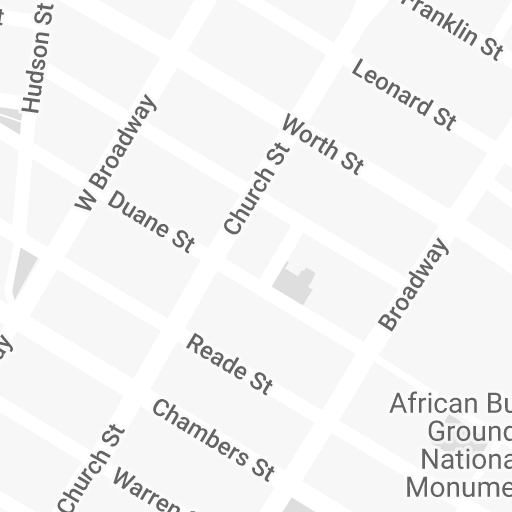 Franklin St
Hudson St
Leonard St
W Broadway
Worth St
Church St
Duane St
Broadway
Reade St
African Bu
Ground
Nationa
Monume
Chambers St
Church St
Warren